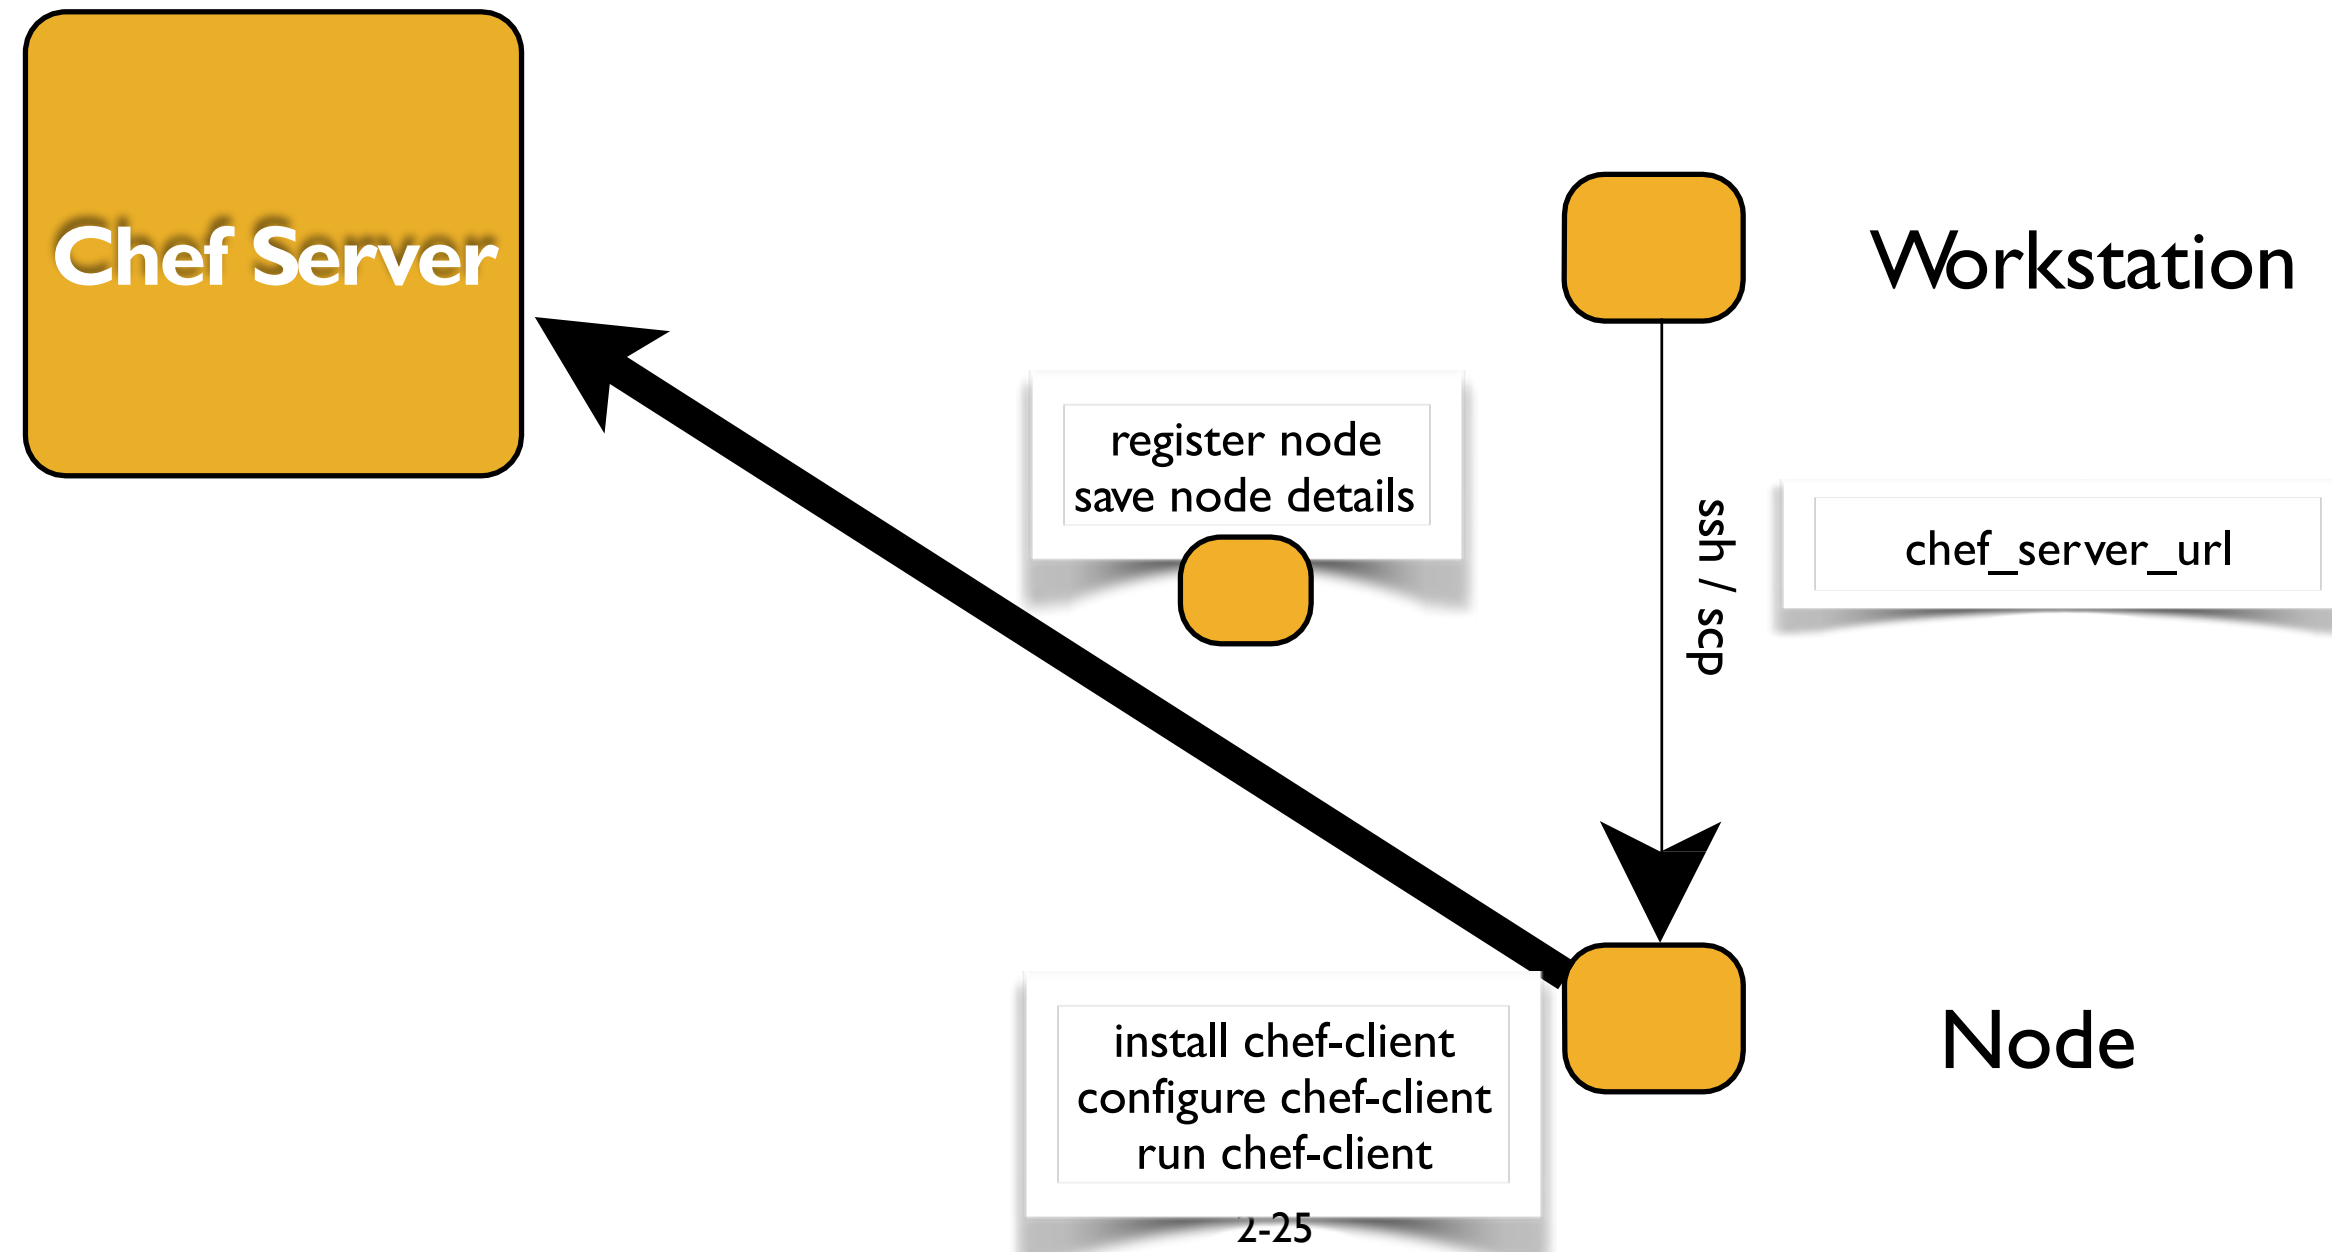 Chef Server
Workstation
register node
save node details
ssh / scp
chef_server_url
install chef-client
configure chef-client
run chef-client
Node
2-25